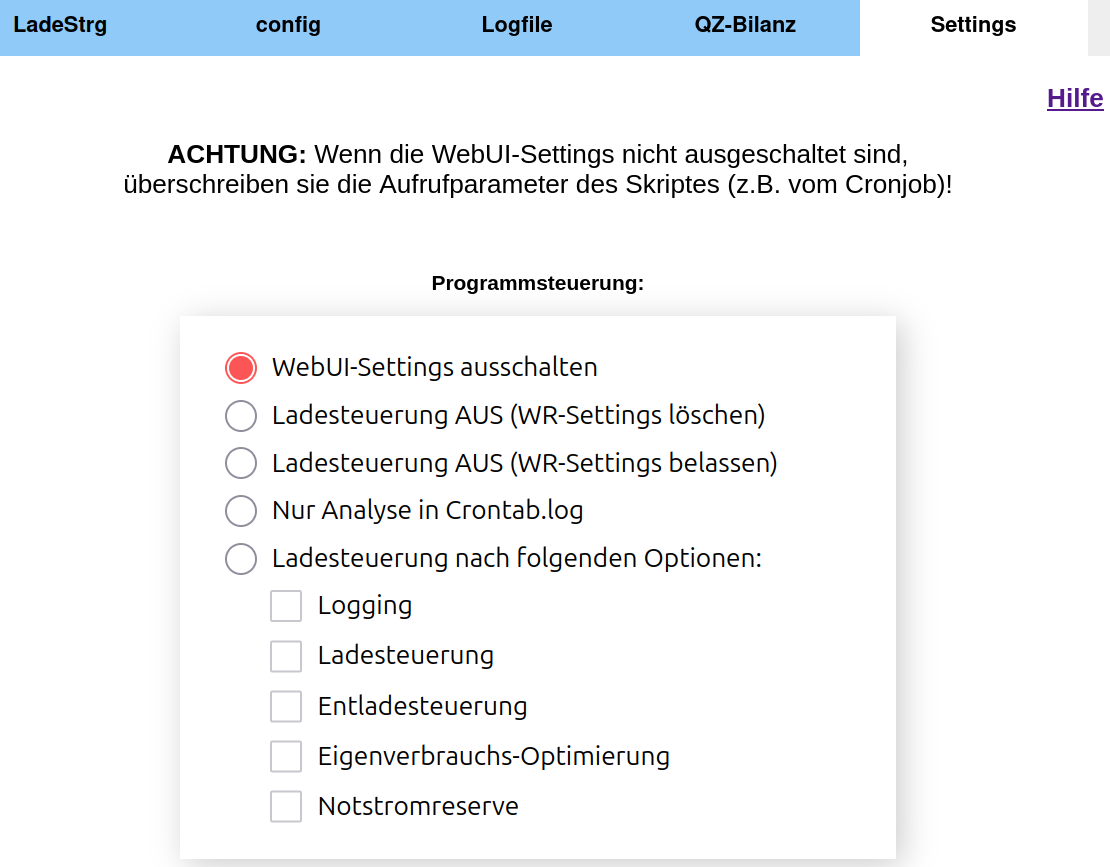 LadeStrg config Logfile QZ-Bilanz Settings
Hilfe
ACHTUNG: Wenn die WebUI-Settings nicht ausgeschaltet sind,
überschreiben sie die Aufrufparameter des Skriptes (z.B. vom Cronjob)!
Programmsteuerung:
WebUI-Settings ausschalten
Ladesteuerung AUS (WR-Settings löschen)
Ladesteuerung AUS (WR-Settings belassen)
Nur Analyse in Crontab.log
Ladesteuerung nach folgenden Optionen:
Logging
Ladesteuerung
Entladesteuerung
Eigenverbrauchs-Optimierung
Notstromreserve